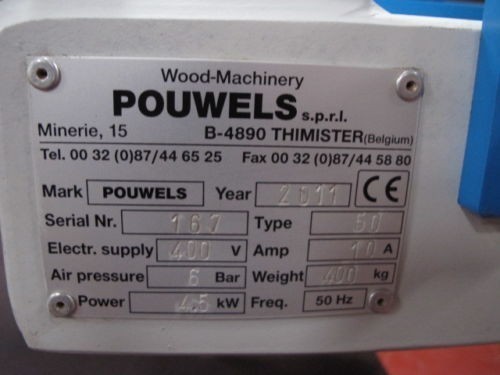 Wood-Machinery
POUWELS s.p.r.l.
Minerie, 15 B-4890 THIMISTER (Belgium)
Tel. 00 32 (0)87/44 65 25 Fax 00 32 (0)87/44 58 80
Mark POUWELS Year 2011 CE
Serial Nr. 167 Type 50
Electr. supply 400 V Amp 10 A
Air pressure 6 Bar Weight 400 kg
Power 4.5 kW Freq. 50 Hz